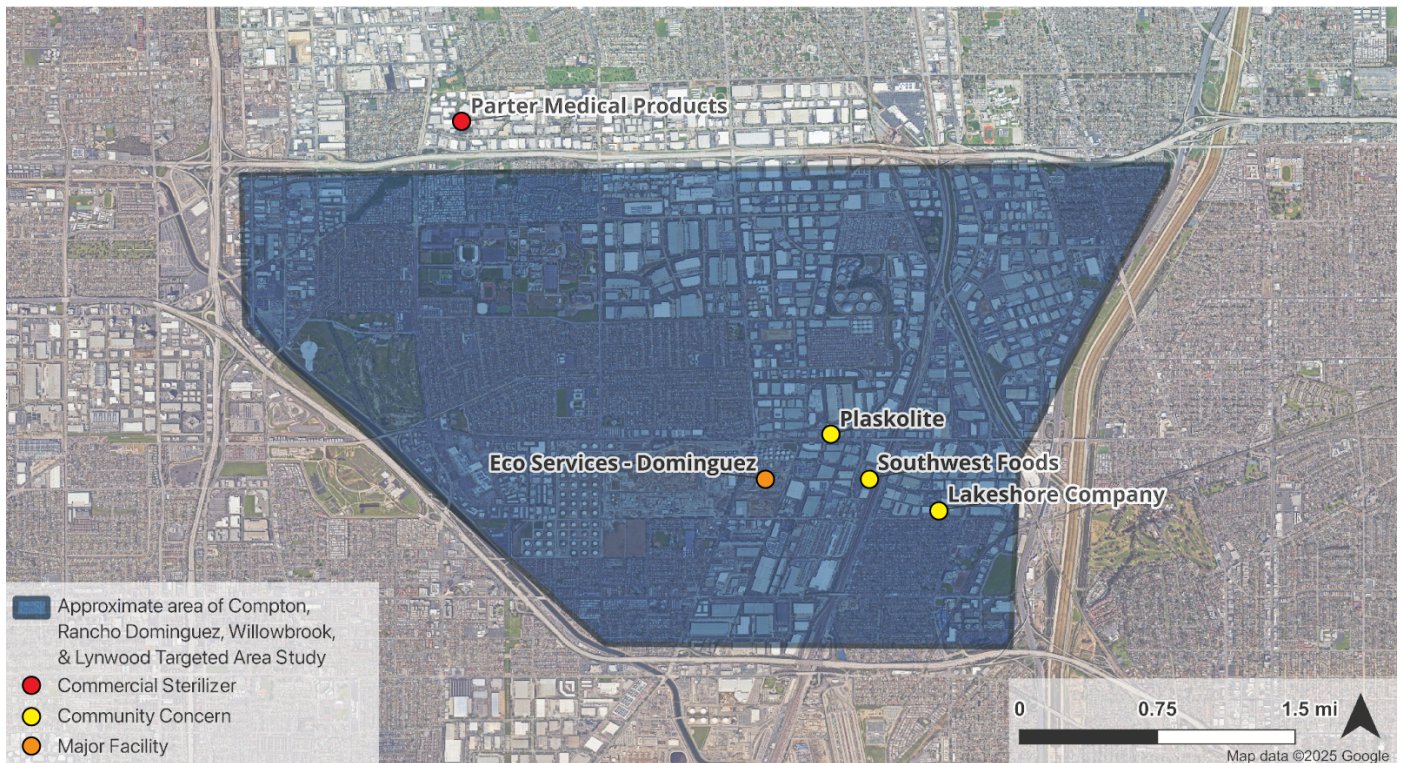 Parter Medical Products
Plaskolite
Eco Services - Dominguez
Southwest Foods
Lakeshore Company
Approximate area of Compton,
Rancho Dominguez, Willowbrook,
& Lynwood Targeted Area Study
Commercial Sterilizer
Community Concern
Major Facility
0 0.75 1.5 mi
Map data ©2025 Google